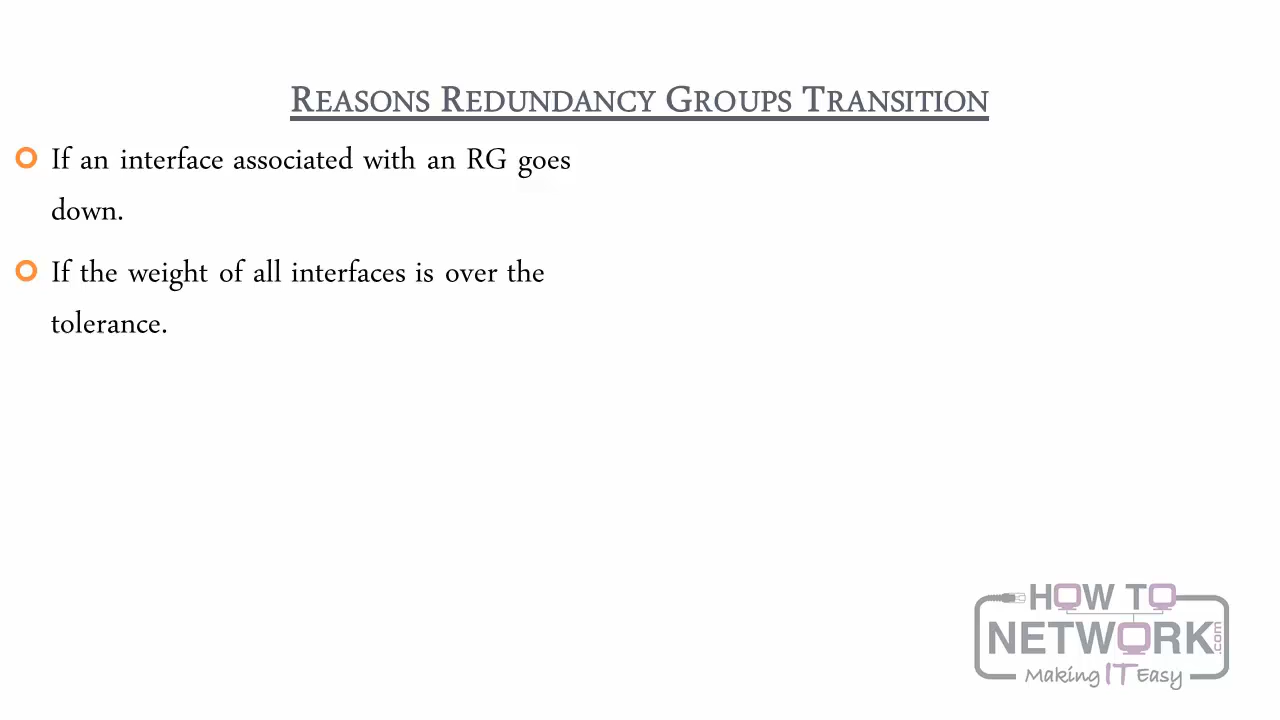 REASONS REDUNDANCY GROUPS TRANSITION
If an interface associated with an RG goes
down.
If the weight of all interfaces is over the
tolerance.
HOW TO
NETWORK.com
Making IT Easy